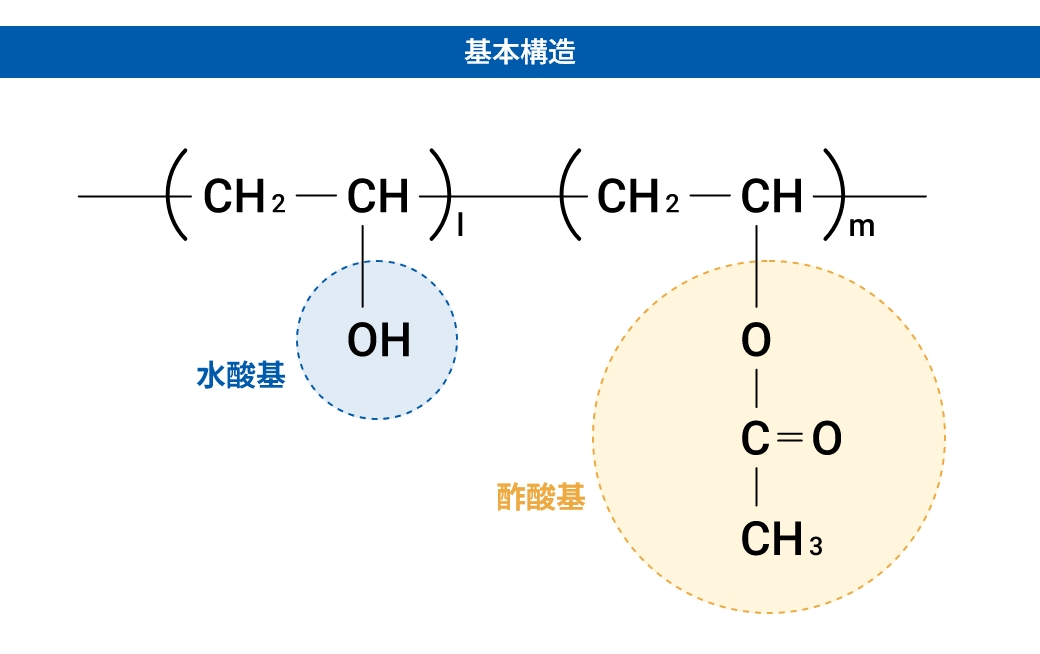 基本構造
( CH₂ — CH )l ( CH₂ — CH )m
OH
O
水酸基
C=O
酢酸基
CH₃